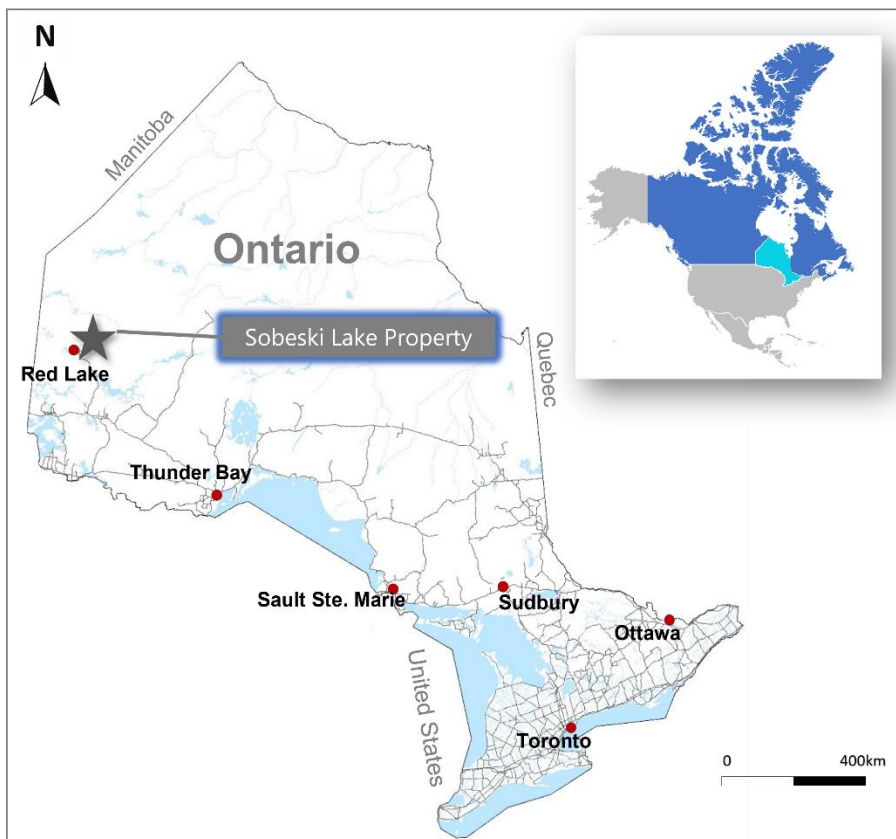 N
Manitoba
Ontario
Sobeski Lake Property
Quebec
Red Lake
Thunder Bay
Sault Ste. Marie
Sudbury
Ottawa
United States
Toronto
0 400km